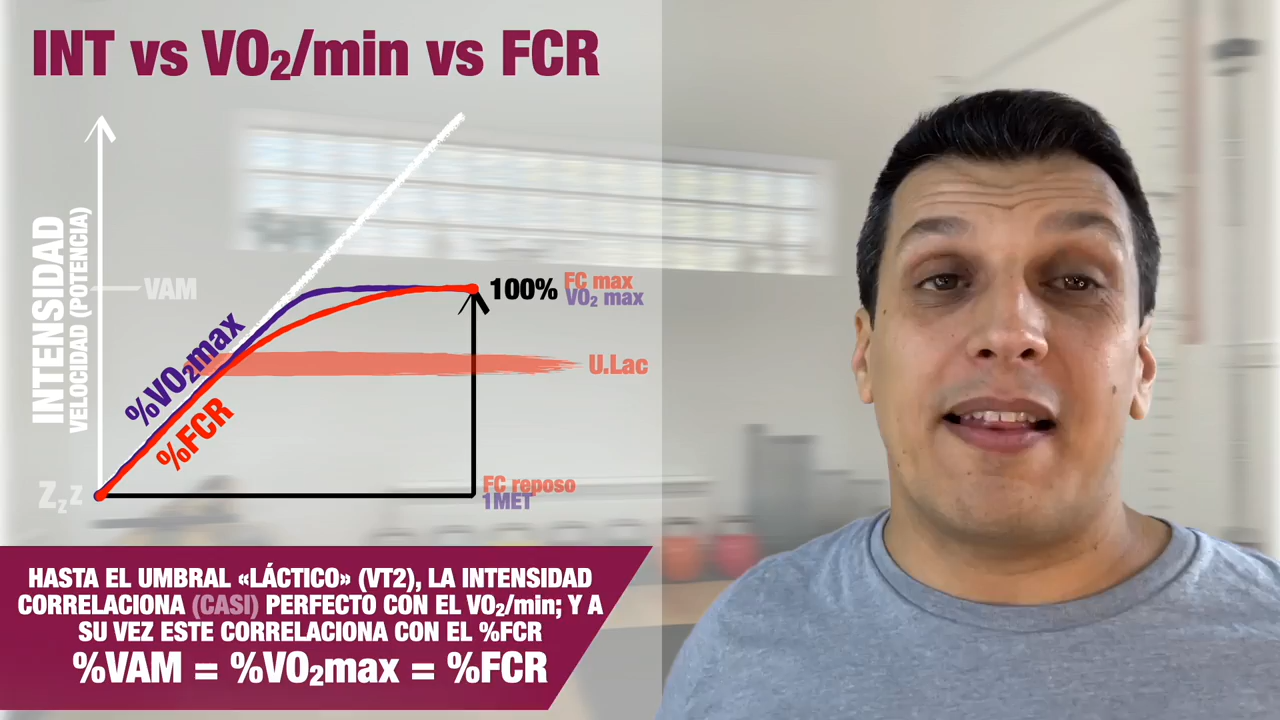 INT vs VO₂/min vs FCR
INTENSIDAD
VELOCIDAD (POTENCIA)
VAM
100%
FC max
VO₂ max
%VO₂max
%FCR
U.Lac
ZzZ
FC reposo
1MET
HASTA EL UMBRAL «LÁCTICO» (VT2), LA INTENSIDAD
CORRELACIONA (CASI) PERFECTO CON EL VO₂/min; Y A
SU VEZ ESTE CORRELACIONA CON EL %FCR
%VAM = %VO₂max = %FCR